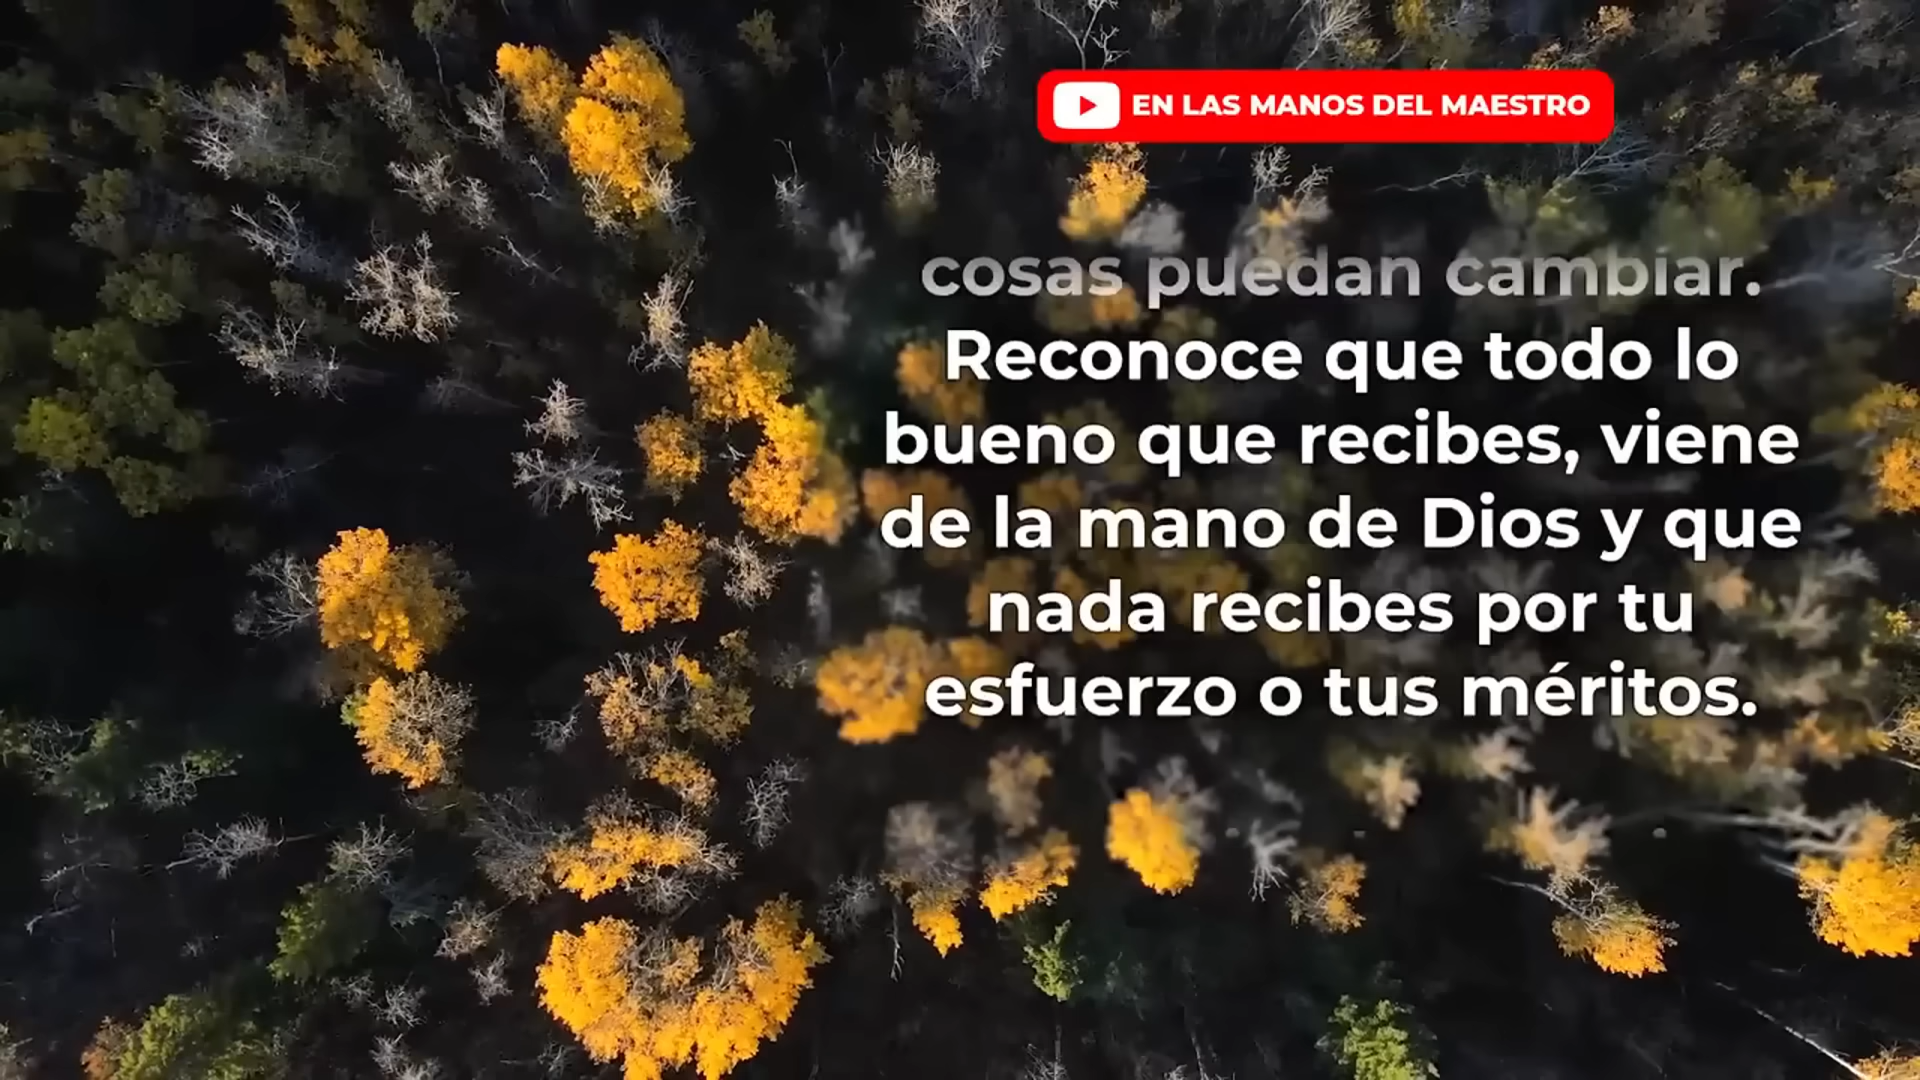 EN LAS MANOS DEL MAESTRO
cosas puedan cambiar.
Reconoce que todo lo
bueno que recibes, viene
de la mano de Dios y que
nada recibes por tu
esfuerzo o tus méritos.